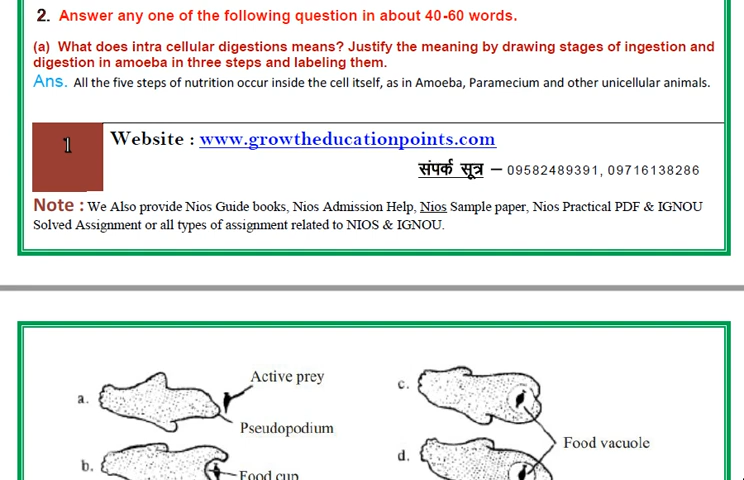 2. Answer any one of the following question in about 40-60 words.
(a) What does intra cellular digestions means? Justify the meaning by drawing stages of ingestion and
digestion in amoeba in three steps and labeling them.
Ans. All the five steps of nutrition occur inside the cell itself, as in Amoeba, Paramecium and other unicellular animals.
1
Website : www.growtheducationpoints.com
संपर्क सूत्र – 09582489391, 09716138286
Note : We Also provide Nios Guide books, Nios Admission Help, Nios Sample paper, Nios Practical PDF & IGNOU
Solved Assignment or all types of assignment related to NIOS & IGNOU.
Active prey
a.
c.
Pseudopodium
Food vacuole
b.
d.
Food cup